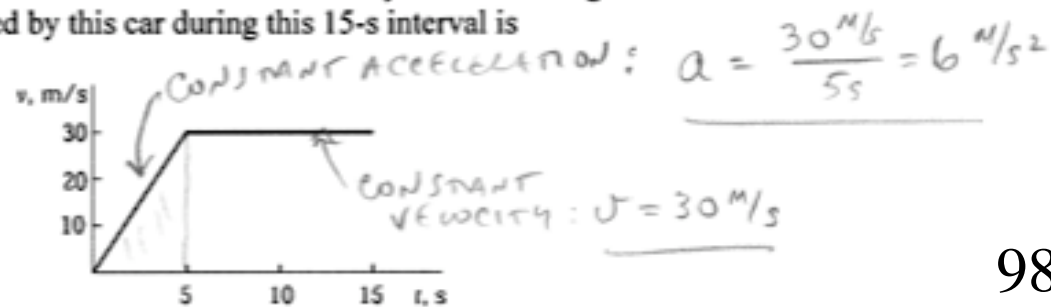 ed by this car during this 15-s interval is
CONSTANT ACCELERATION: a = 30 M/s / 5s = 6 M/s²
v, m/s
30
20
10
CONSTANT
VELOCITY: v = 30 M/s
98
5 10 15 t, s